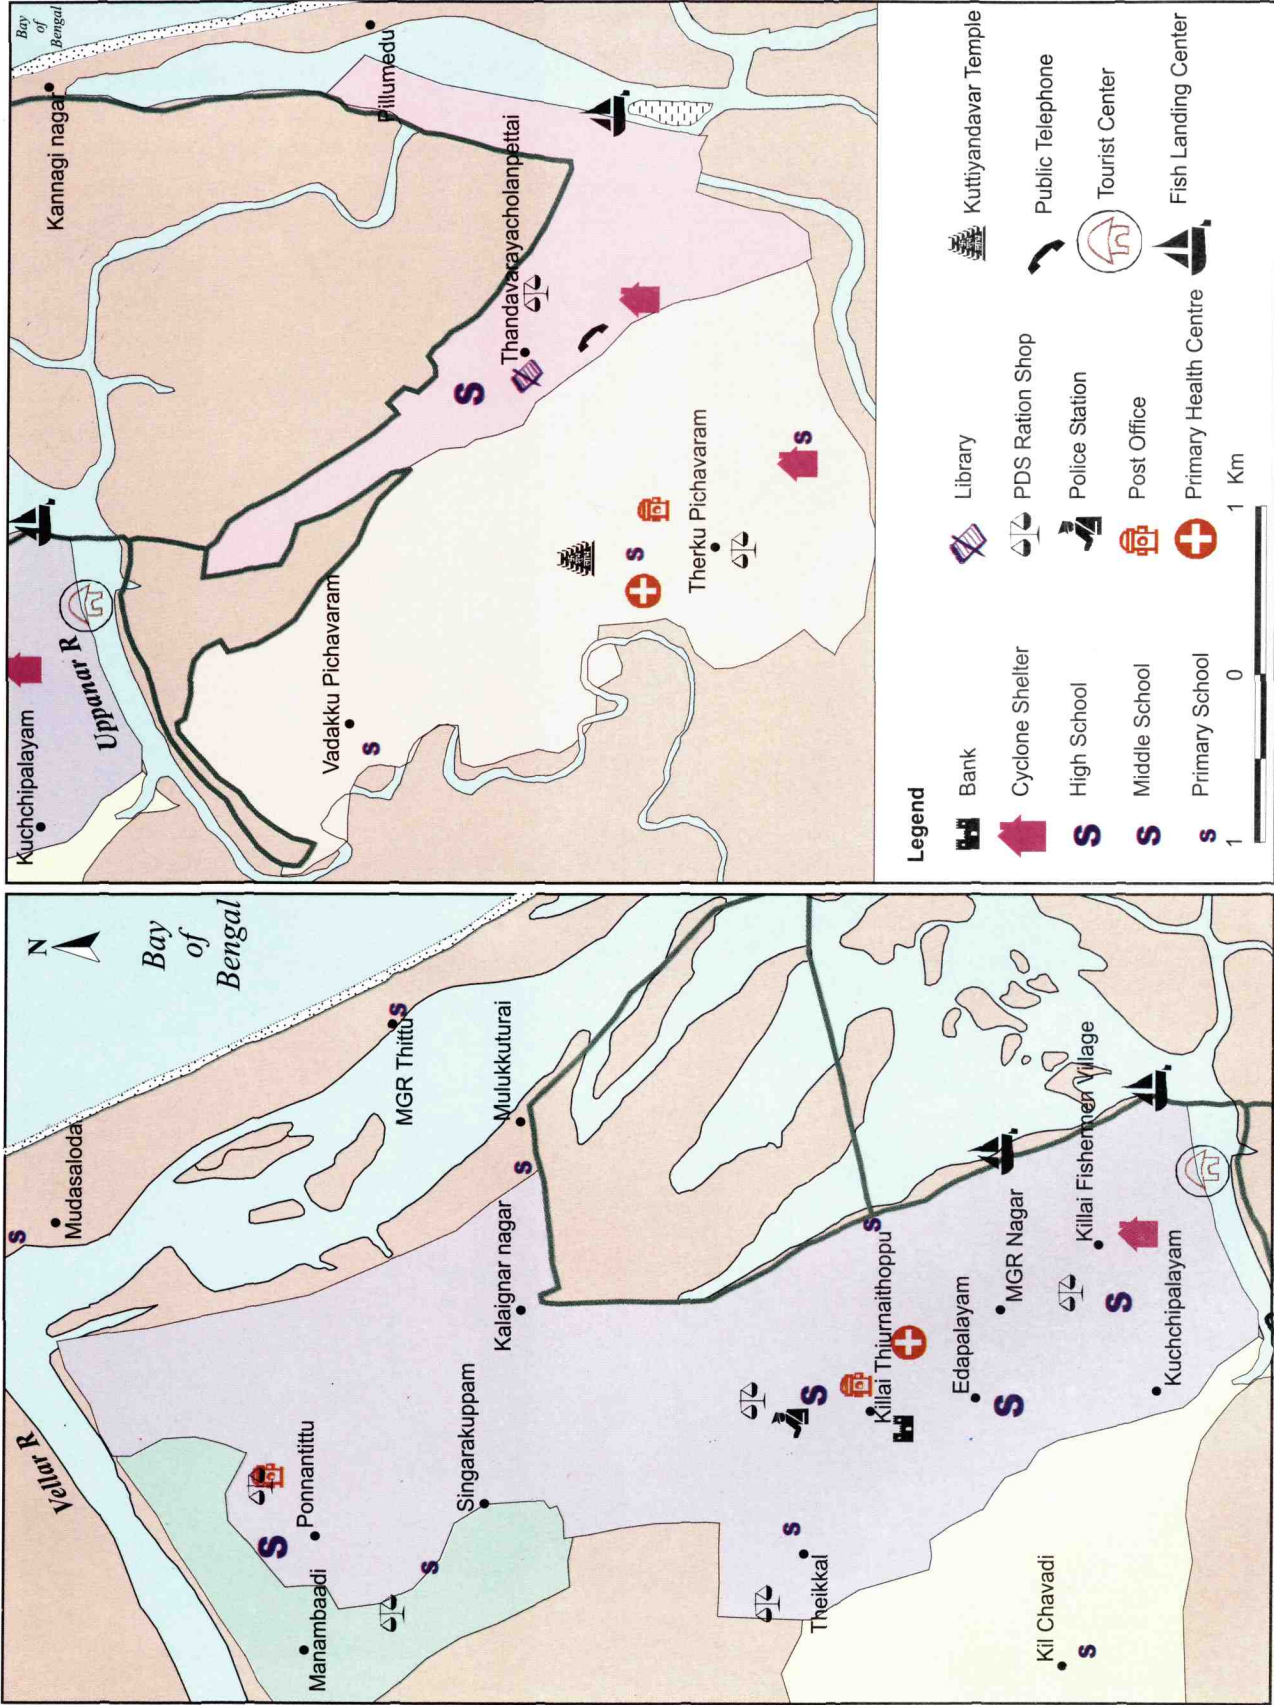 N
Bay
of
Bengal
Vellar R
Mudasalodai
MGR Thittu
Mulukkuturai
Kalaignar nagar
Ponnantittu
Manambaadi
Singarakuppam
Theikkal
Killai Thiurnaithoppu
Edapalayam
MGR Nagar
Killai Fishermen Village
Kuchchipalayam
Kil Chavadi
Kuchchipalayam
Uppanar R
Bay
of
Bengal
Kannagi nagar
Pillumedu
Thandavarayacholanpettai
Vadakku Pichavaram
Therku Pichavaram
Legend
Bank
Cyclone Shelter
S High School
S Middle School
s Primary School
Library
PDS Ration Shop
Police Station
Post Office
Primary Health Centre
Kuttiyandavar Temple
Public Telephone
Tourist Center
Fish Landing Center
1 0 1 Km